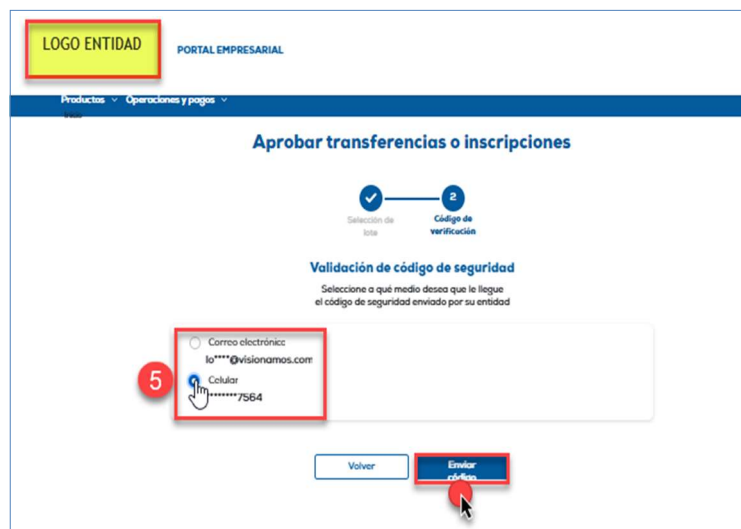 LOGO ENTIDAD
PORTAL EMPRESARIAL
Productos Operaciones y pagos
Inicio
Aprobar transferencias o inscripciones
2
Selección de
lote
Código de
verificación
Validación de código de seguridad
Seleccione a qué medio desea que le llegue
el código de seguridad enviado por su entidad
Correo electrónico
lo****@visionamos.com
5
Celular
*******7564
Volver
Enviar
código